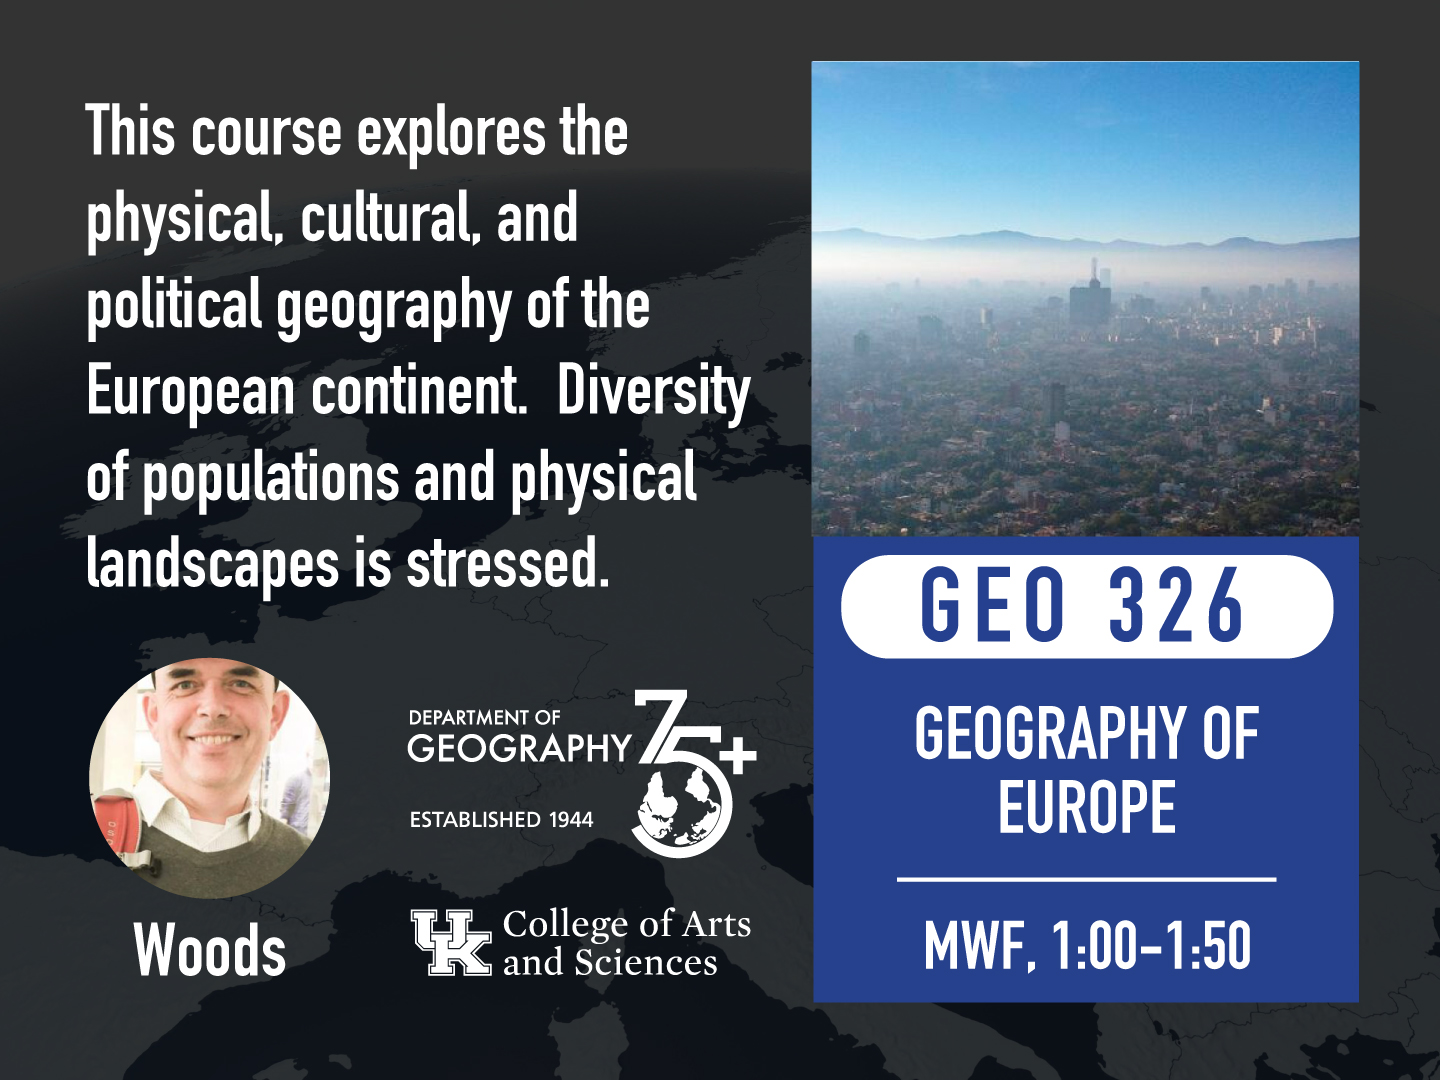 This course explores the
physical, cultural, and
political geography of the
European continent.  Diversity
of populations and physical
landscapes is stressed.
Woods
DEPARTMENT OF
GEOGRAPHY 75+
ESTABLISHED 1944
UK College of Arts
and Sciences
GEO 326
GEOGRAPHY OF
EUROPE
MWF, 1:00-1:50